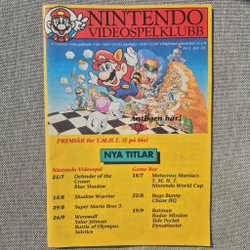 NINTENDO
VIDEOSPELKLUBB
Äntligen här!
PREMIÄR för T.M.H.T. II på bio!
NYA TITLAR
Nintendo Videospel
23/7 Defender of the
Crown
Blue Shadow
15/8 Shadow Warrior
29/8 Super Mario Bros 3
26/9 Werewolf
Solar Jetman
Battle of Olympus
Solstice
Game Boy
18/7 Motocross Maniacs
T. M. H. T.
Nintendo World Cup
22/8 Bugs Bunny
Chase HQ
19/9 Batman
Radar Mission
Side Pocket
Dynablaster